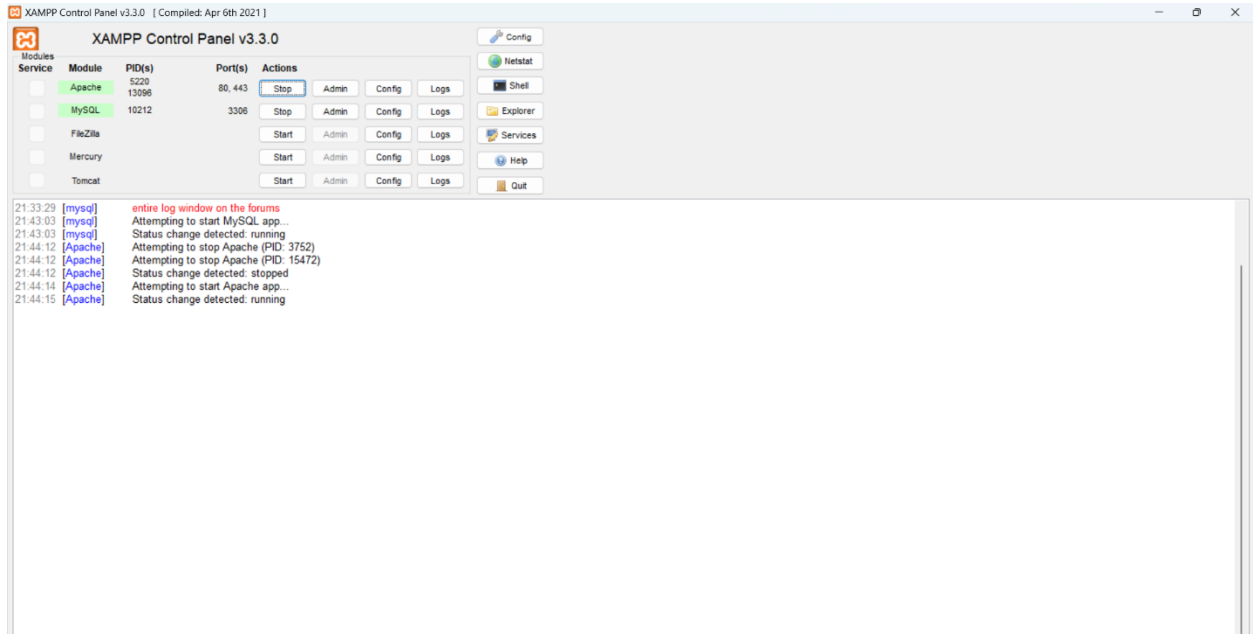 XAMPP Control Panel v3.3.0 [ Compiled: Apr 6th 2021 ]
XAMPP Control Panel v3.3.0
Config
Modules
Netstat
Service Module PID(s) Port(s) Actions
Apache 5220 13096 80, 443 Stop Admin Config Logs
Shell
MySQL 10212 3306 Stop Admin Config Logs
Explorer
FileZilla Start Admin Config Logs
Services
Mercury Start Admin Config Logs
Help
Tomcat Start Admin Config Logs
Quit
21:33:29 [mysql] entire log window on the forums
21:43:03 [mysql] Attempting to start MySQL app...
21:43:03 [mysql] Status change detected: running
21:44:12 [Apache] Attempting to stop Apache (PID: 3752)
21:44:12 [Apache] Attempting to stop Apache (PID: 15472)
21:44:12 [Apache] Status change detected: stopped
21:44:14 [Apache] Attempting to start Apache app...
21:44:15 [Apache] Status change detected: running